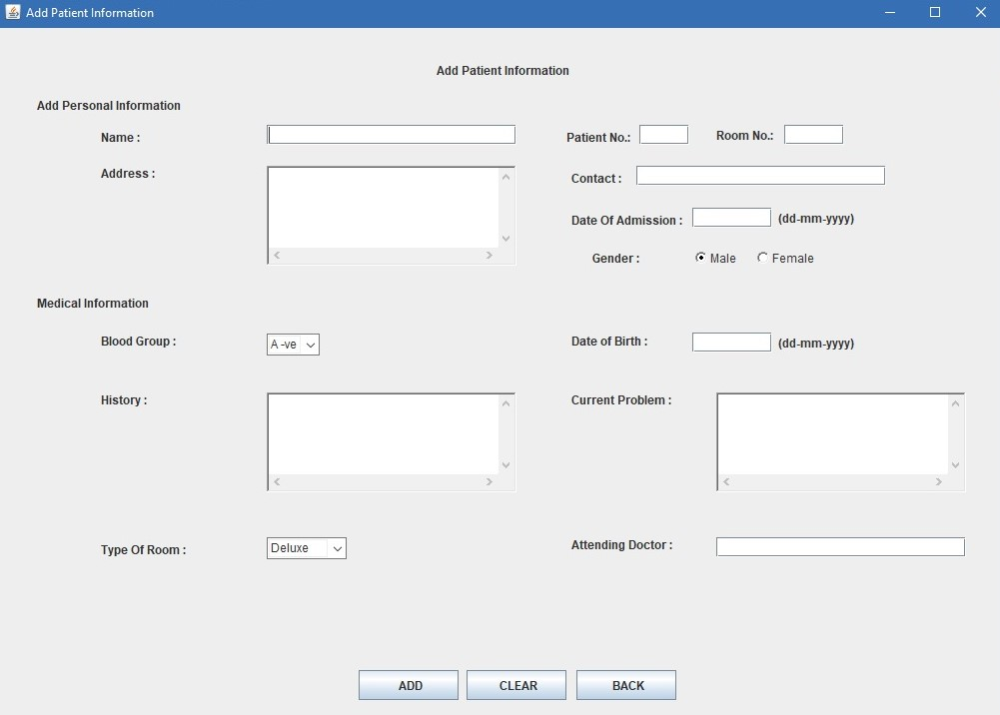 Add Patient Information
Add Patient Information
Add Personal Information
Name : Patient No.: Room No.:
Address : Contact :
Date Of Admission : (dd-mm-yyyy)
Gender : Male Female
Medical Information
Blood Group : A -ve Date of Birth : (dd-mm-yyyy)
History : Current Problem :
Type Of Room : Deluxe Attending Doctor :
ADD CLEAR BACK